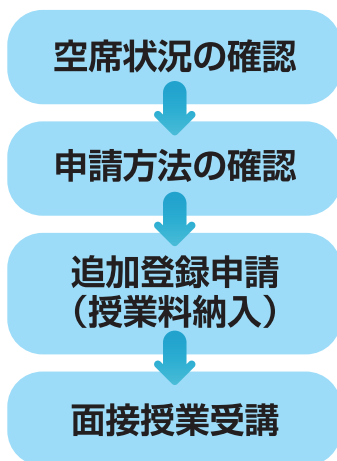 空席状況の確認
申請方法の確認
追加登録申請
（授業料納入）
面接授業受講